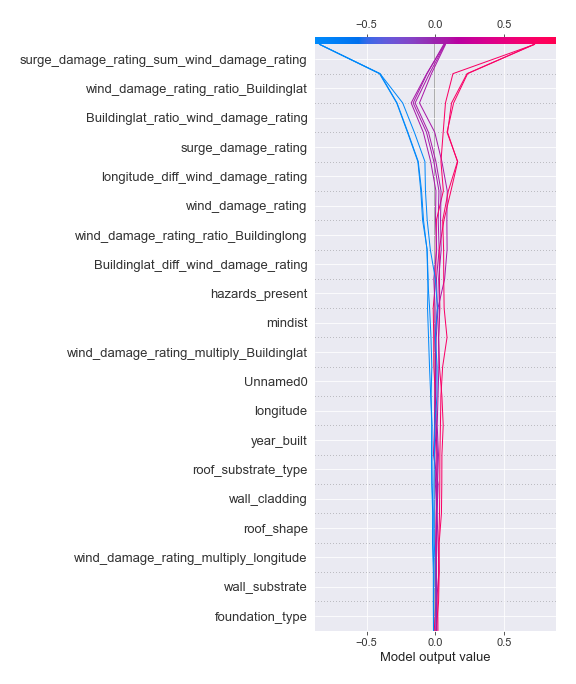 −0.5 0.0 0.5
surge_damage_rating_sum_wind_damage_rating
wind_damage_rating_ratio_Buildinglat
Buildinglat_ratio_wind_damage_rating
surge_damage_rating
longitude_diff_wind_damage_rating
wind_damage_rating
wind_damage_rating_ratio_Buildinglong
Buildinglat_diff_wind_damage_rating
hazards_present
mindist
wind_damage_rating_multiply_Buildinglat
Unnamed0
longitude
year_built
roof_substrate_type
wall_cladding
roof_shape
wind_damage_rating_multiply_longitude
wall_substrate
foundation_type
−0.5 0.0 0.5
Model output value